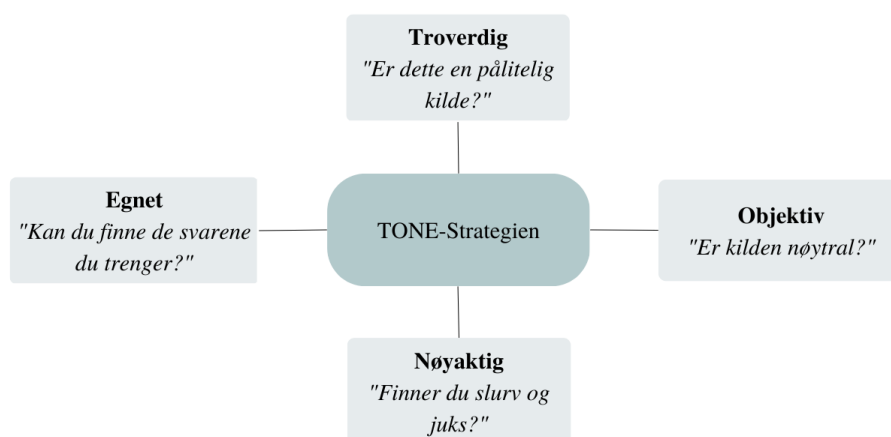 Troverdig
"Er dette en pålitelig
kilde?"
Egnet
"Kan du finne de svarene
du trenger?"
TONE-Strategien
Objektiv
"Er kilden nøytral?"
Nøyaktig
"Finner du slurv og
juks?"